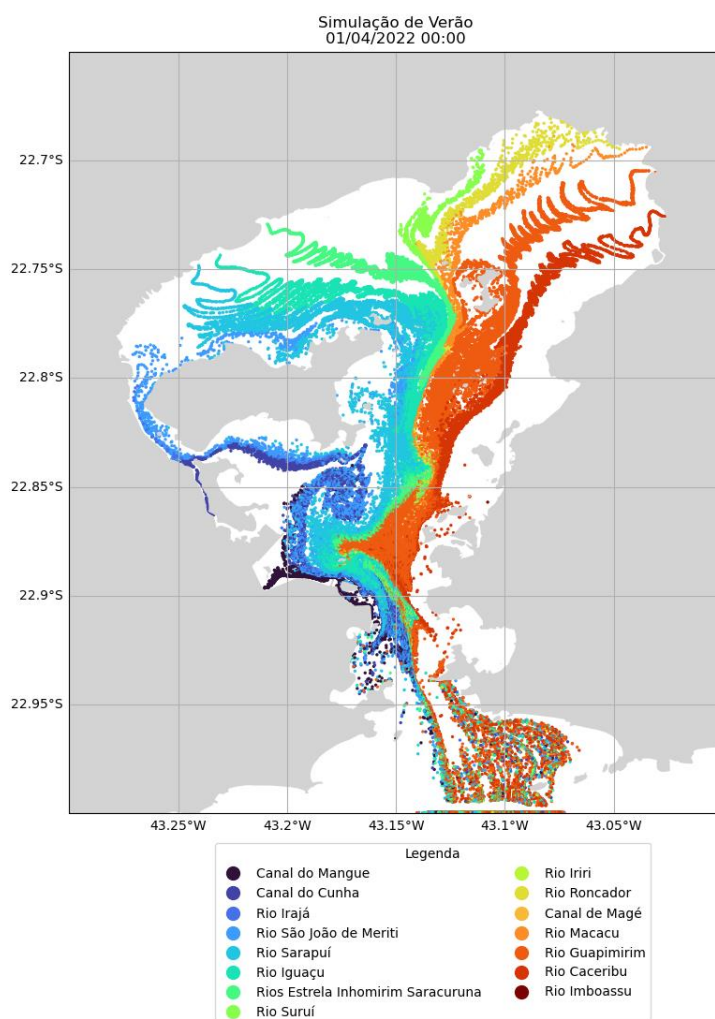 Simulação de Verão
01/04/2022 00:00
22.7°S
22.75°S
22.8°S
22.85°S
22.9°S
22.95°S
43.25°W
43.2°W
43.15°W
43.1°W
43.05°W
Legenda
Canal do Mangue
Canal do Cunha
Rio Irajá
Rio São João de Meriti
Rio Sarapuí
Rio Iguaçu
Rios Estrela Inhomirim Saracuruna
Rio Suruí
Rio Iriri
Rio Roncador
Canal de Magé
Rio Macacu
Rio Guapimirim
Rio Caceribu
Rio Imboassu